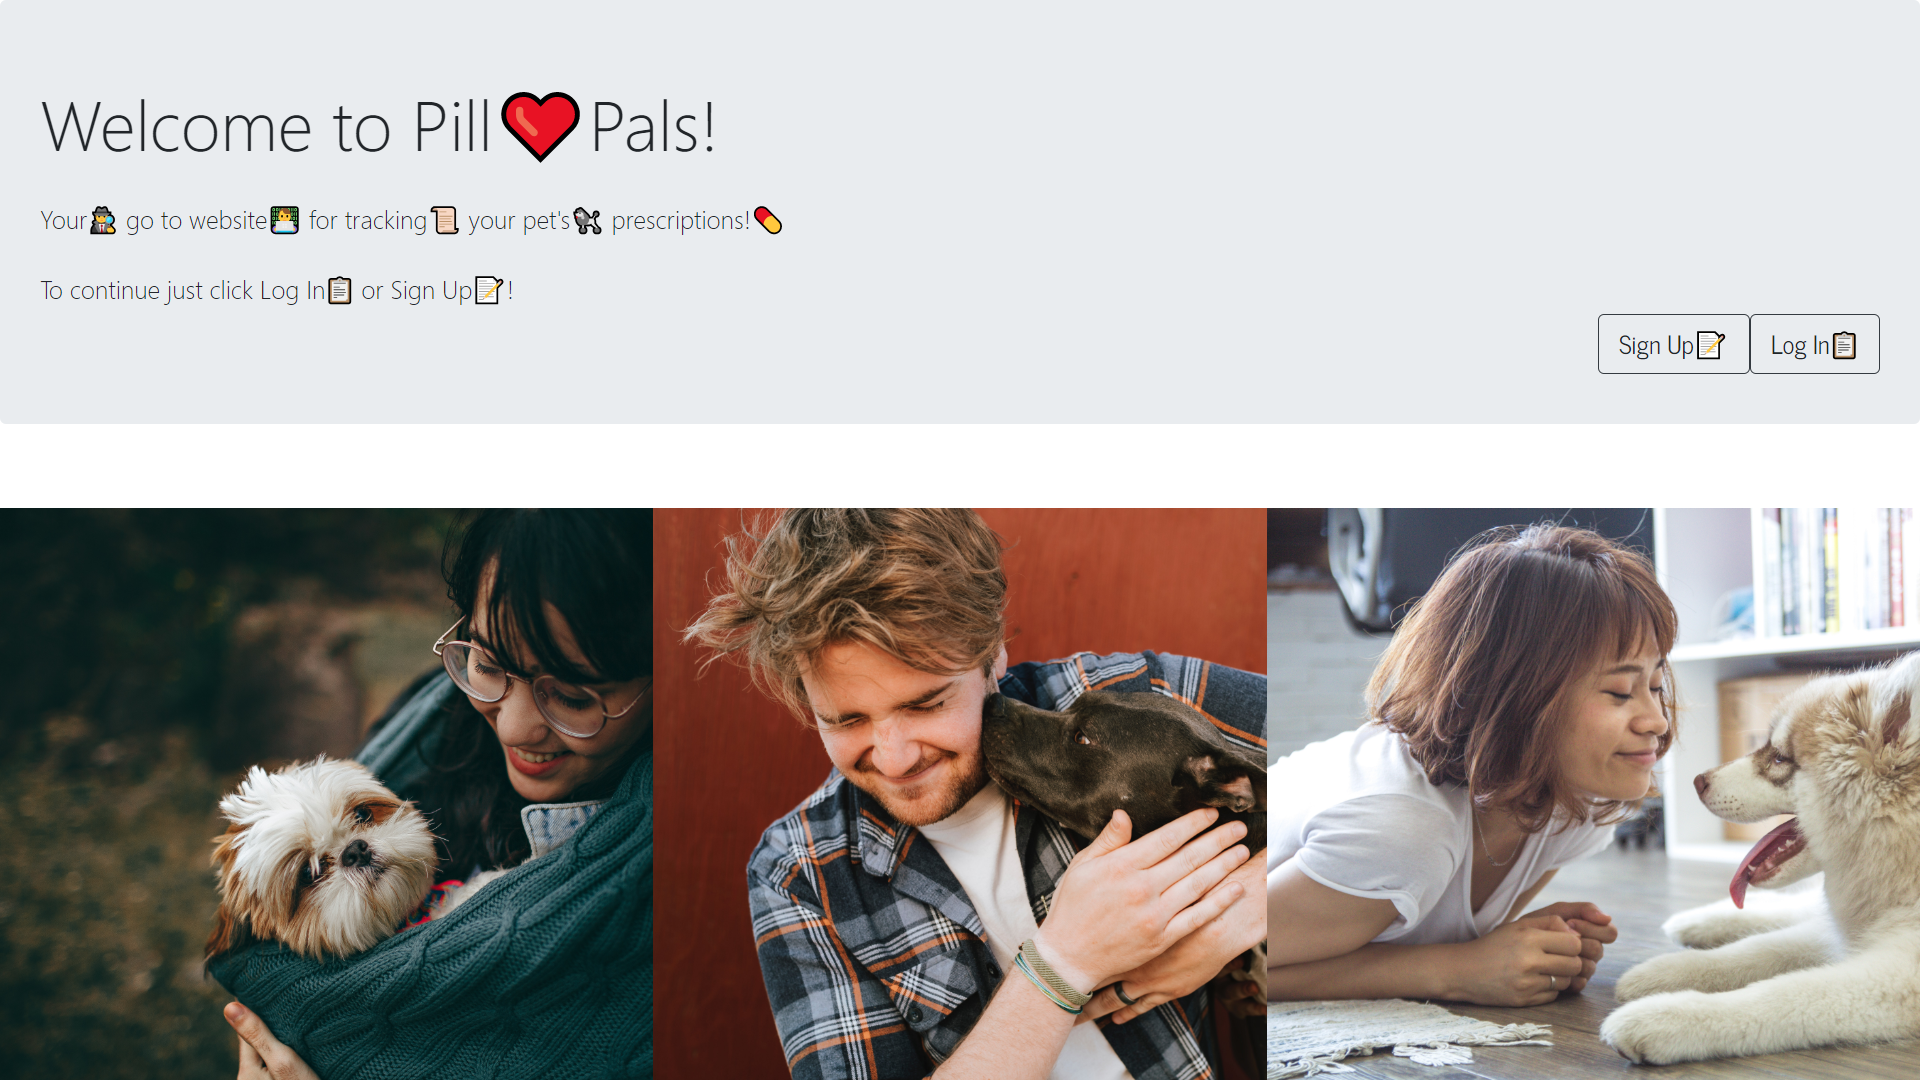 Welcome to Pill❤️Pals!
Your🕵️ go to website👨‍💻 for tracking📜 your pet's🐩 prescriptions!💊
To continue just click Log In📋 or Sign Up📝!
Sign Up📝 Log In📋